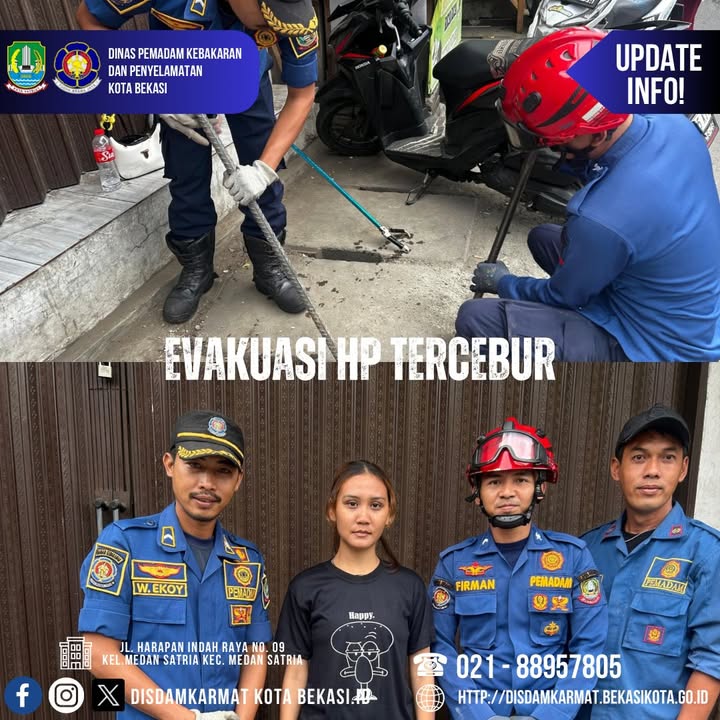 DINAS PEMADAM KEBAKARAN
DAN PENYELAMATAN
KOTA BEKASI
UPDATE
INFO!
EVAKUASI HP TERCEBUR
W.EKOY
PEMADAM
Happy.
FIRMAN
PEMADAM
PEMADAM
JL. HARAPAN INDAH RAYA NO. 09
KEL.MEDAN SATRIA KEC. MEDAN SATRIA
021 - 88957805
DISDAMKARMAT KOTA BEKASI.ID
HTTP://DISDAMKARMAT.BEKASIKOTA.GO.ID